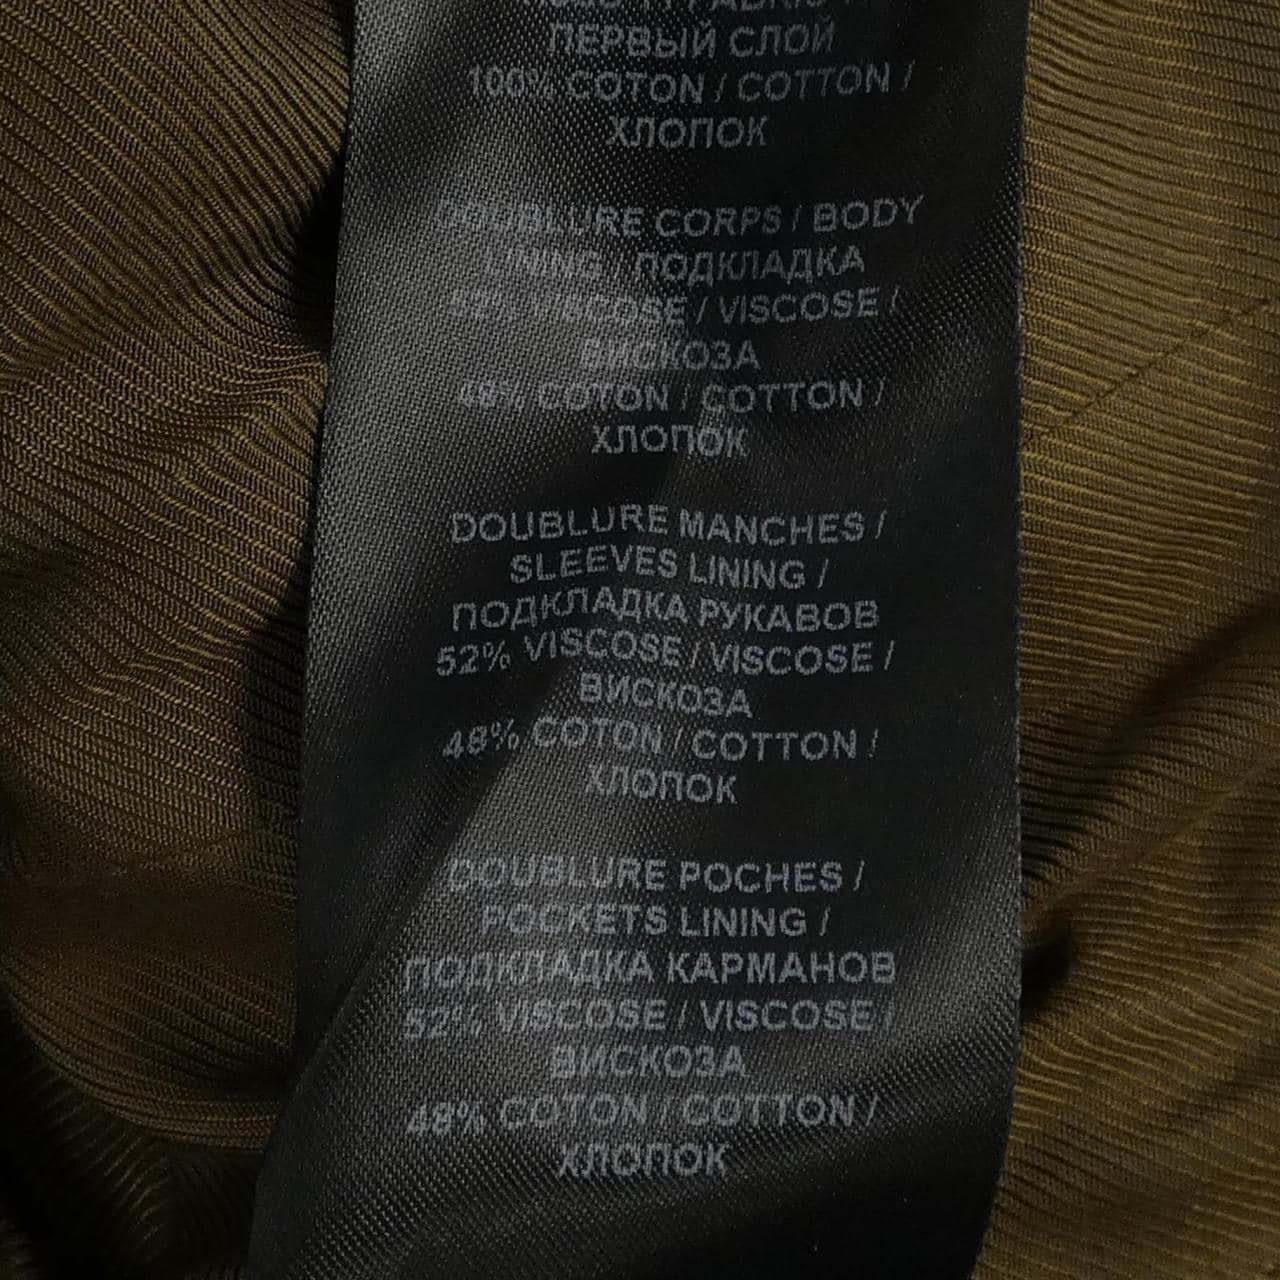 ПЕРВЫЙ СЛОЙ
100% COTON / COTTON /
ХЛОПОК
DOUBLURE CORPS / BODY
LINING / ПОДКЛАДКА
52% VISCOSE / VISCOSE /
ВИСКОЗА
48% COTON / COTTON /
ХЛОПОК
DOUBLURE MANCHES /
SLEEVES LINING /
ПОДКЛАДКА РУКАВОВ
52% VISCOSE / VISCOSE /
ВИСКОЗА
48% COTON / COTTON /
ХЛОПОК
DOUBLURE POCHES /
POCKETS LINING /
ПОДКЛАДКА КАРМАНОВ
52% VISCOSE / VISCOSE /
ВИСКОЗА
48% COTON / COTTON /
ХЛОПОК